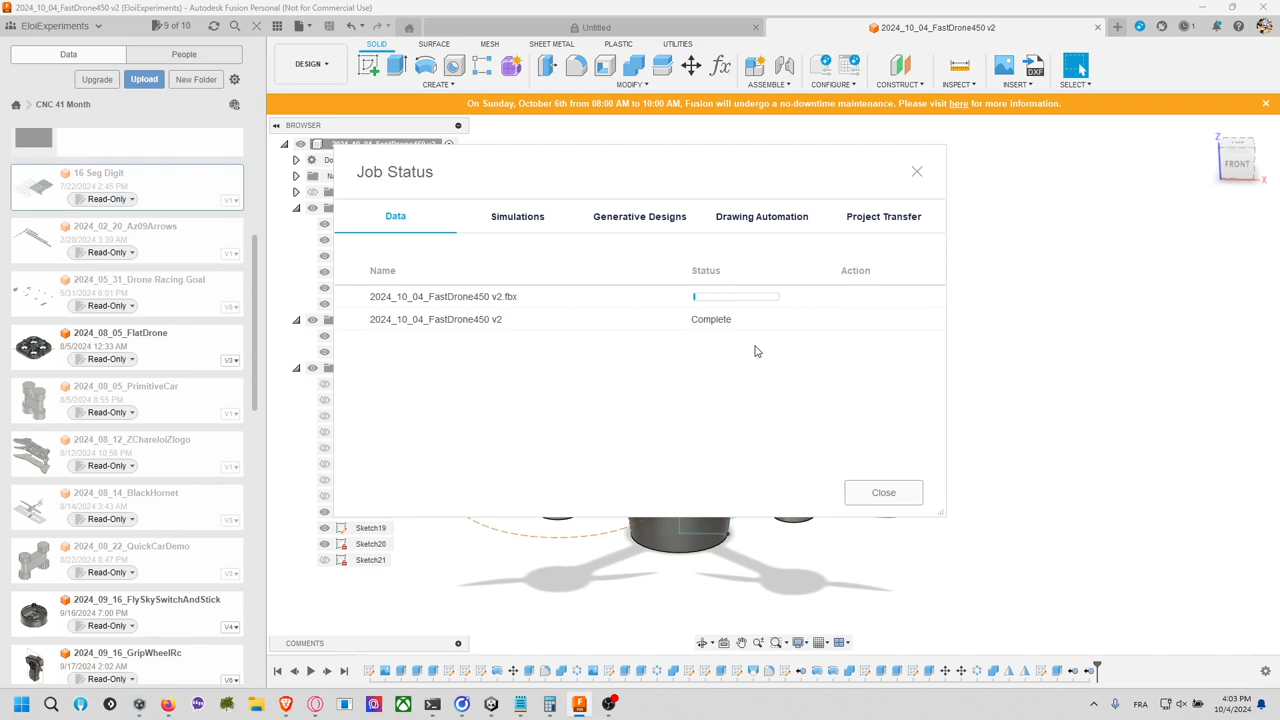 2024_10_04_FastDrone450 v2 - Autodesk Fusion Personal (Not for Commercial Use)
EloiExperiments
9 of 10
Untitled
2024_10_04_FastDrone450 v2
1
Data
People
SOLID
SURFACE
MESH
SHEET METAL
PLASTIC
UTILITIES
Upgrade
Upload
New Folder
DESIGN
CREATE
MODIFY
ASSEMBLE
CONFIGURE
CONSTRUCT
INSPECT
INSERT
SELECT
CNC 41 Month
On Sunday, October 6th from 08:00 AM to 10:00 AM, Fusion will undergo a no-downtime maintenance. Please visit here for more information.
BROWSER
Z
FRONT
X
Job Status
Data
Simulations
Generative Designs
Drawing Automation
Project Transfer
Name
Status
Action
2024_10_04_FastDrone450 v2.fbx
2024_10_04_FastDrone450 v2
Complete
Close
16 Seg Digit
7/22/2024 2:45 PM
Read-Only
V1
2024_02_20_Az09Arrows
2/20/2024 3:39 AM
Read-Only
V1
2024_05_31_Drone Racing Goal
5/31/2024 6:01 PM
Read-Only
V1
2024_08_05_FlatDrone
8/5/2024 12:33 AM
Read-Only
V3
2024_08_05_PrimitiveCar
8/5/2024 8:55 PM
Read-Only
V1
2024_08_12_ZChareloiZlogo
8/12/2024 10:56 PM
Read-Only
V1
2024_08_14_BlackHornet
8/14/2024 3:43 AM
Read-Only
V1
2024_08_22_QuickCarDemo
8/22/2024 8:47 PM
Read-Only
V3
2024_09_16_FlySkySwitchAndStick
9/16/2024 7:00 PM
Read-Only
V4
2024_09_16_GripWheelRc
9/17/2024 2:02 AM
Read-Only
Sketch19
Sketch20
Sketch21
COMMENTS
FRA
4:03 PM
10/4/2024